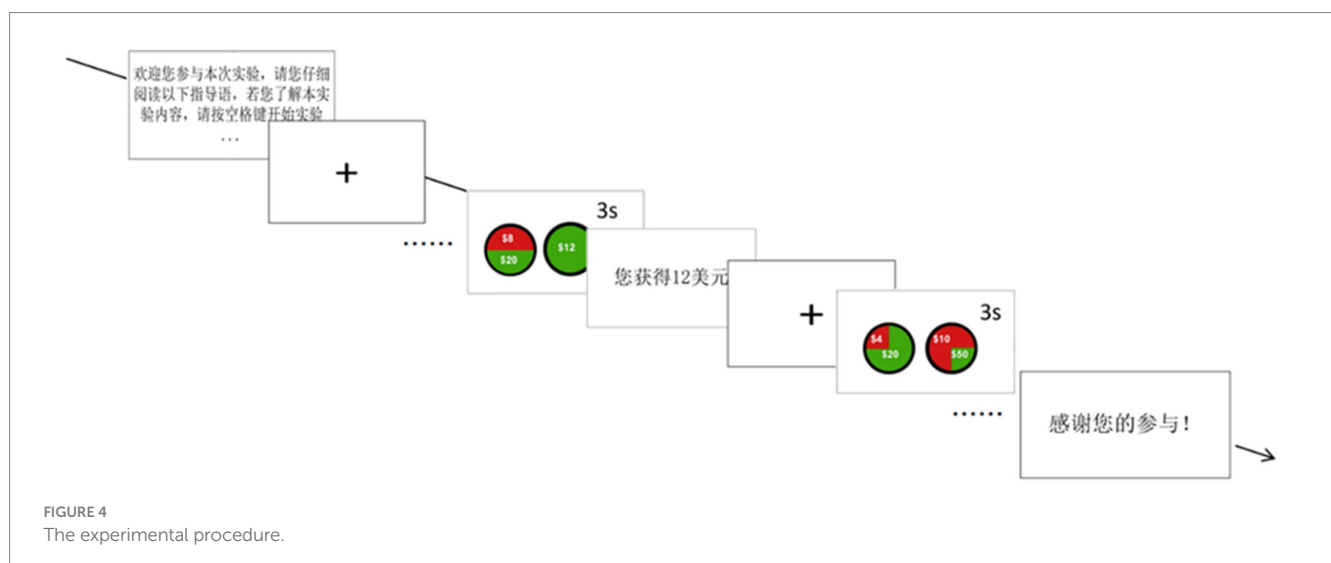 欢迎您参与本次实验，请您仔细
阅读以下指导语，若您了解本实
验内容，请按空格键开始实验
...
+
......
3s
$8
$20
$12
您获得12美元
+
3s
$4
$20
$10
$50
......
感谢您的参与！
FIGURE 4
The experimental procedure.